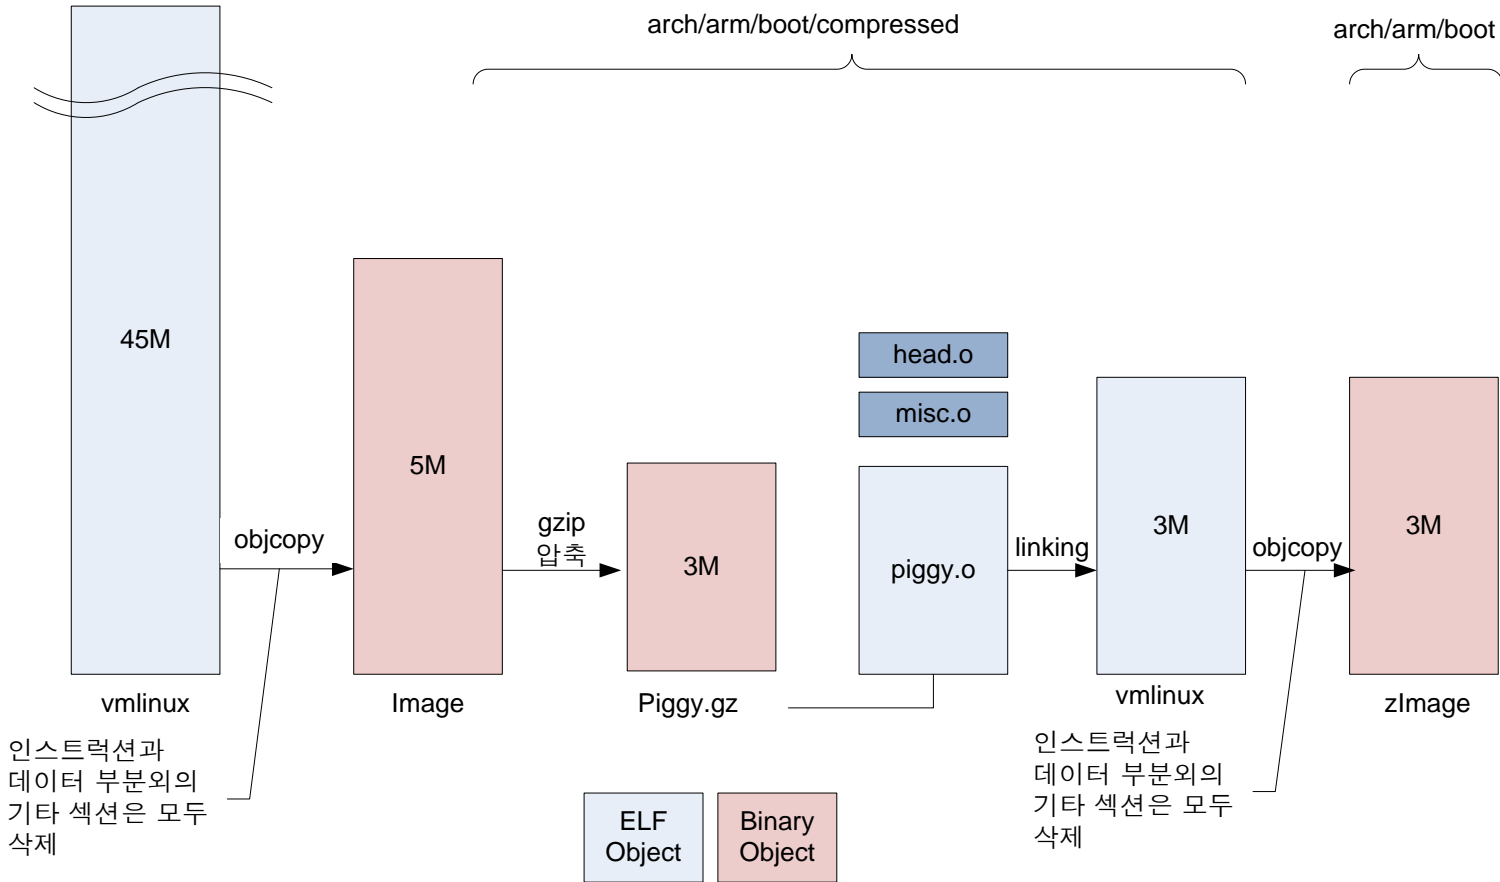 arch/arm/boot/compressed
arch/arm/boot
45M
head.o
misc.o
5M
gzip
압축
3M
piggy.o
objcopy
linking
3M
objcopy
3M
vmlinux
Image
Piggy.gz
vmlinux
zImage
인스트럭션과
데이터 부분외의
기타 섹션은 모두
삭제
인스트럭션과
데이터 부분외의
기타 섹션은 모두
삭제
ELF
Object
Binary
Object